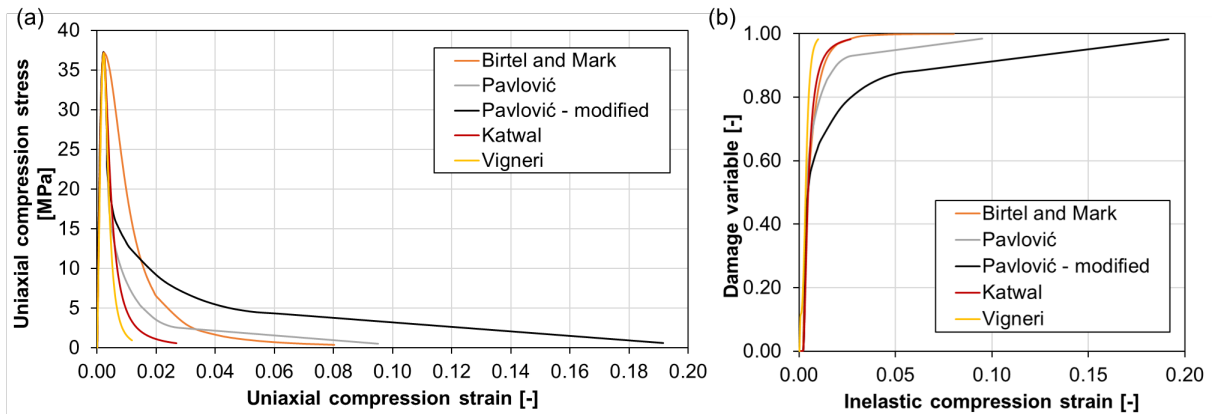 (a)
Uniaxial compression stress
[MPa]
40
35
30
25
20
15
10
5
0
Birtel and Mark
Pavlović
Pavlović - modified
Katwal
Vigneri
0.00 0.02 0.04 0.06 0.08 0.10 0.12 0.14 0.16 0.18 0.20
Uniaxial compression strain [-]
(b)
Damage variable [-]
1.00
0.80
0.60
0.40
0.20
0.00
Birtel and Mark
Pavlović
Pavlović - modified
Katwal
Vigneri
0.00 0.05 0.10 0.15 0.20
Inelastic compression strain [-]